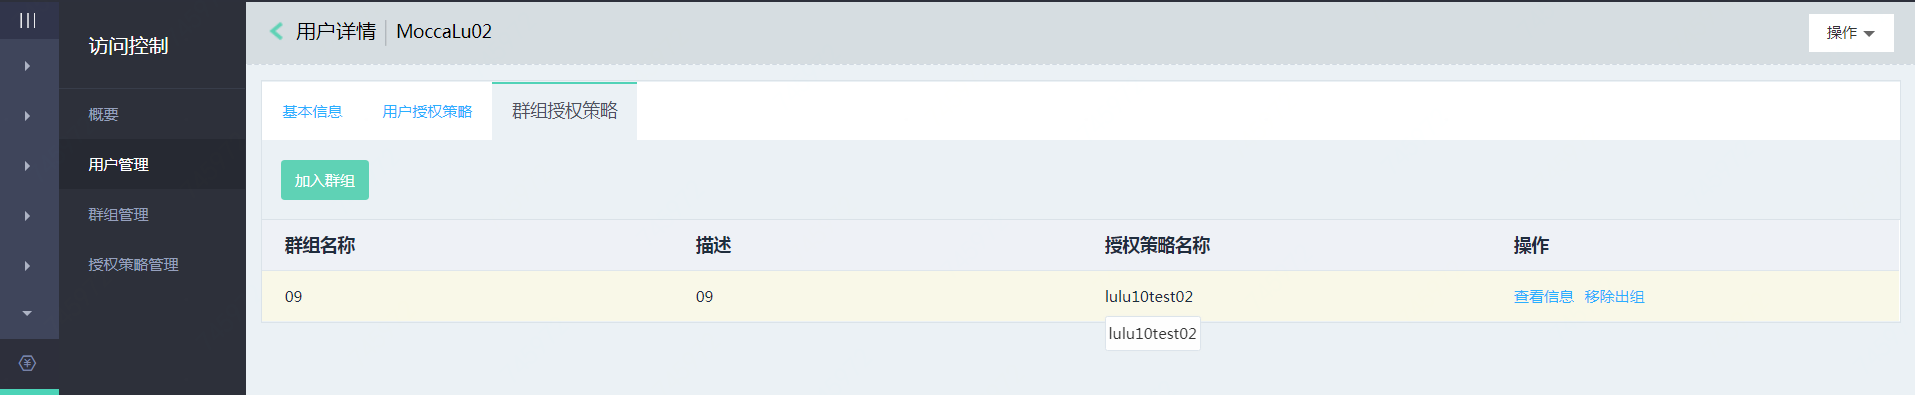 访问控制
概要
用户管理
群组管理
授权策略管理
用户详情 MoccaLu02
操作
基本信息 用户授权策略 群组授权策略
加入群组
群组名称 描述 授权策略名称 操作
09 09 lulu10test02 查看信息 移除出组
lulu10test02